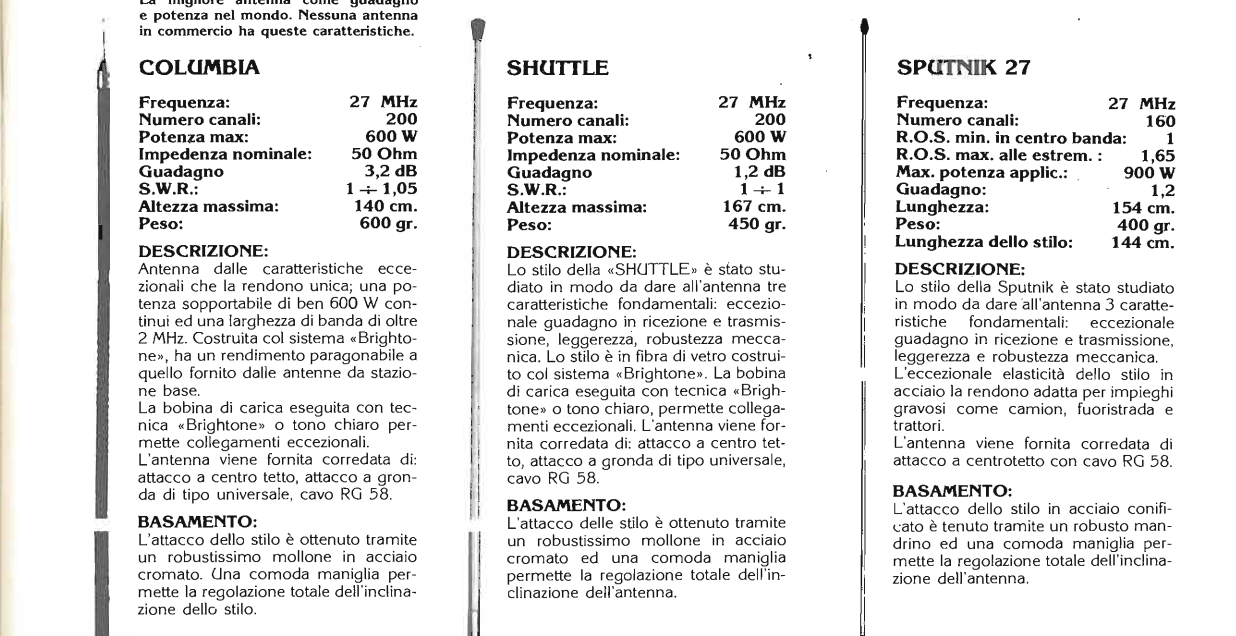 La migliore antenna come guadagno
e potenza nel mondo. Nessuna antenna
in commercio ha queste caratteristiche.
COLUMBIA
Frequenza: 27 MHz
Numero canali: 200
Potenza max: 600 W
Impedenza nominale: 50 Ohm
Guadagno 3,2 dB
S.W.R.: 1 ÷ 1,05
Altezza massima: 140 cm.
Peso: 600 gr.
DESCRIZIONE:
Antenna dalle caratteristiche ecce-
zionali che la rendono unica; una po-
tenza sopportabile di ben 600 W con-
tinui ed una larghezza di banda di oltre
2 MHz. Costruita col sistema «Brighto-
ne», ha un rendimento paragonabile a
quello fornito dalle antenne da stazio-
ne base.
La bobina di carica eseguita con tec-
nica «Brightone» o tono chiaro per-
mette collegamenti eccezionali.
L'antenna viene fornita corredata di:
attacco a centro tetto, attacco a gron-
da di tipo universale, cavo RG 58.
BASAMENTO:
L'attacco dello stilo è ottenuto tramite
un robustissimo mollone in acciaio
cromato. Una comoda maniglia per-
mette la regolazione totale dell'inclina-
zione dello stilo.
SHUTTLE
Frequenza: 27 MHz
Numero canali: 200
Potenza max: 600 W
Impedenza nominale: 50 Ohm
Guadagno 1,2 dB
S.W.R.: 1 ÷ 1
Altezza massima: 167 cm.
Peso: 450 gr.
DESCRIZIONE:
Lo stilo della «SHUTTLE» è stato stu-
diato in modo da dare all'antenna tre
caratteristiche fondamentali: eccezio-
nale guadagno in ricezione e trasmis-
sione, leggerezza, robustezza mecca-
nica. Lo stilo è in fibra di vetro costrui-
to col sistema «Brightone». La bobina
di carica eseguita con tecnica «Brigh-
tone» o tono chiaro, permette collega-
menti eccezionali. L'antenna viene for-
nita corredata di: attacco a centro tet-
to, attacco a gronda di tipo universale,
cavo RG 58.
BASAMENTO:
L'attacco delle stilo è ottenuto tramite
un robustissimo mollone in acciaio
cromato ed una comoda maniglia
permette la regolazione totale dell'in-
clinazione dell'antenna.
SPUTNIK 27
Frequenza: 27 MHz
Numero canali: 160
R.O.S. min. in centro banda: 1
R.O.S. max. alle estrem. : 1,65
Max. potenza applic.: 900 W
Guadagno: 1,2
Lunghezza: 154 cm.
Peso: 400 gr.
Lunghezza dello stilo: 144 cm.
DESCRIZIONE:
Lo stilo della Sputnik è stato studiato
in modo da dare all'antenna 3 caratte-
ristiche fondamentali: eccezionale
guadagno in ricezione e trasmissione,
leggerezza e robustezza meccanica.
L'eccezionale elasticità dello stilo in
acciaio la rendono adatta per impieghi
gravosi come camion, fuoristrada e
trattori.
L'antenna viene fornita corredata di
attacco a centrotetto con cavo RG 58.
BASAMENTO:
L'attacco dello stilo in acciaio conifi-
cato è tenuto tramite un robusto man-
drino ed una comoda maniglia per-
mette la regolazione totale dell'inclina-
zione dell'antenna.